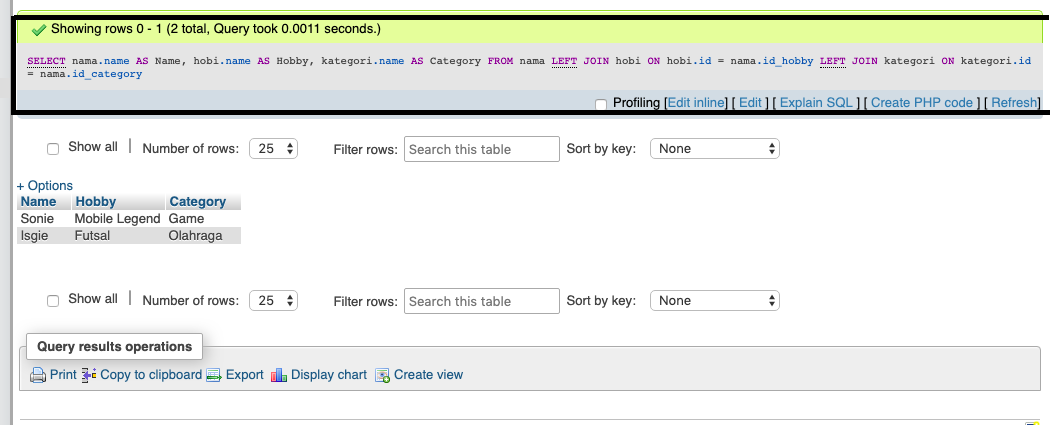 Showing rows 0 - 1 (2 total, Query took 0.0011 seconds.)
SELECT nama.name AS Name, hobi.name AS Hobby, kategori.name AS Category FROM nama LEFT JOIN hobi ON hobi.id = nama.id_hobby LEFT JOIN kategori ON kategori.id
= nama.id_category
Profiling [Edit inline] [ Edit ] [ Explain SQL ] [ Create PHP code ] [ Refresh]
Show all | Number of rows: 25 Filter rows: Search this table Sort by key: None
+ Options
Name Hobby Category
Sonie Mobile Legend Game
Isgie Futsal Olahraga
Show all | Number of rows: 25 Filter rows: Search this table Sort by key: None
Query results operations
Print Copy to clipboard Export Display chart Create view